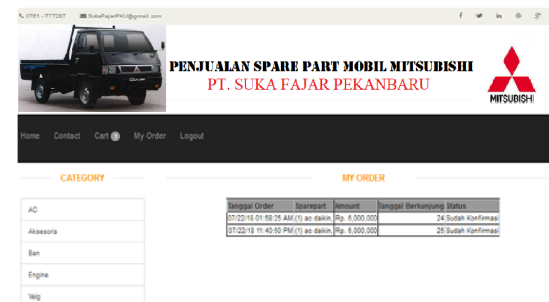 0761 - 777287 SukaFajarPKU@gmail.com
PENJUALAN SPARE PART MOBIL MITSUBISHI
PT. SUKA FAJAR PEKANBARU
MITSUBISHI
Home Contact Cart 1 My Order Logout
CATEGORY
AC
Aksesoris
Ban
Engine
Velg
MY ORDER
Tanggal Order Sparepart Amount Tanggal Berkunjung Status
07/22/18 01:58:25 AM (1) ac daikin, Rp. 6,000,000 24 Sudah Konfirmasi
07/22/18 11:40:50 PM (1) ac daikin, Rp. 6,000,000 25 Sudah Konfirmasi